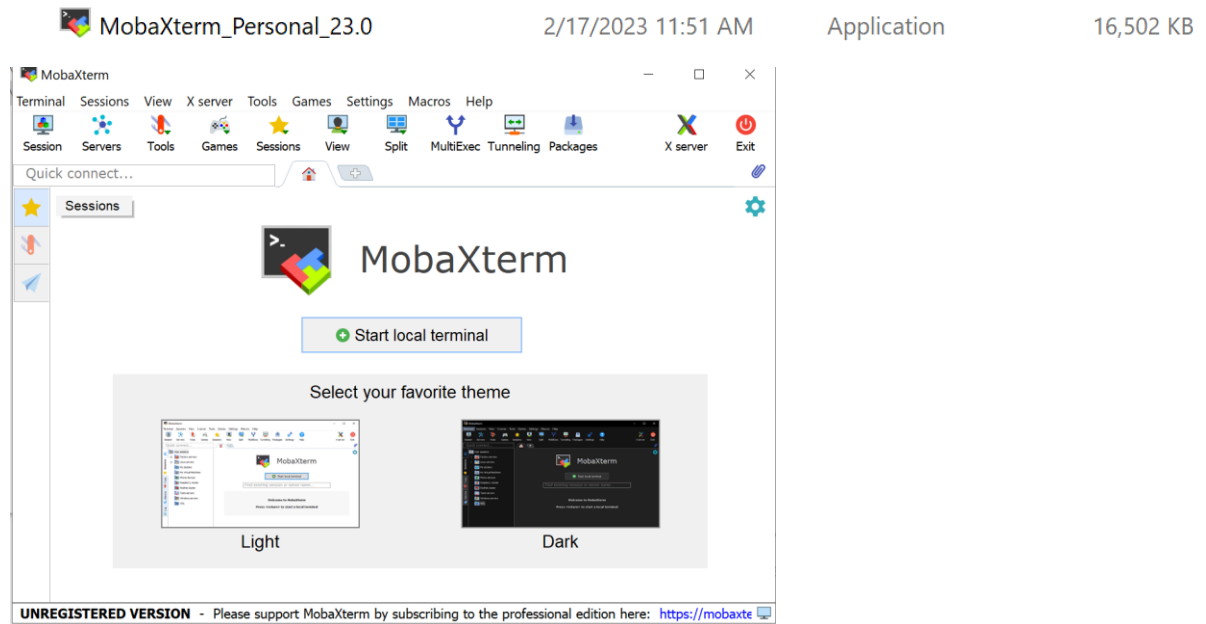 MobaXterm_Personal_23.0 2/17/2023 11:51 AM Application 16,502 KB
MobaXterm
Terminal Sessions View X server Tools Games Settings Macros Help
Session Servers Tools Games Sessions View Split MultiExec Tunneling Packages X server Exit
Quick connect...
Sessions
>_
MobaXterm
Start local terminal
Select your favorite theme
MobaXterm MobaXterm
Light Dark
UNREGISTERED VERSION - Please support MobaXterm by subscribing to the professional edition here: https://mobaxte